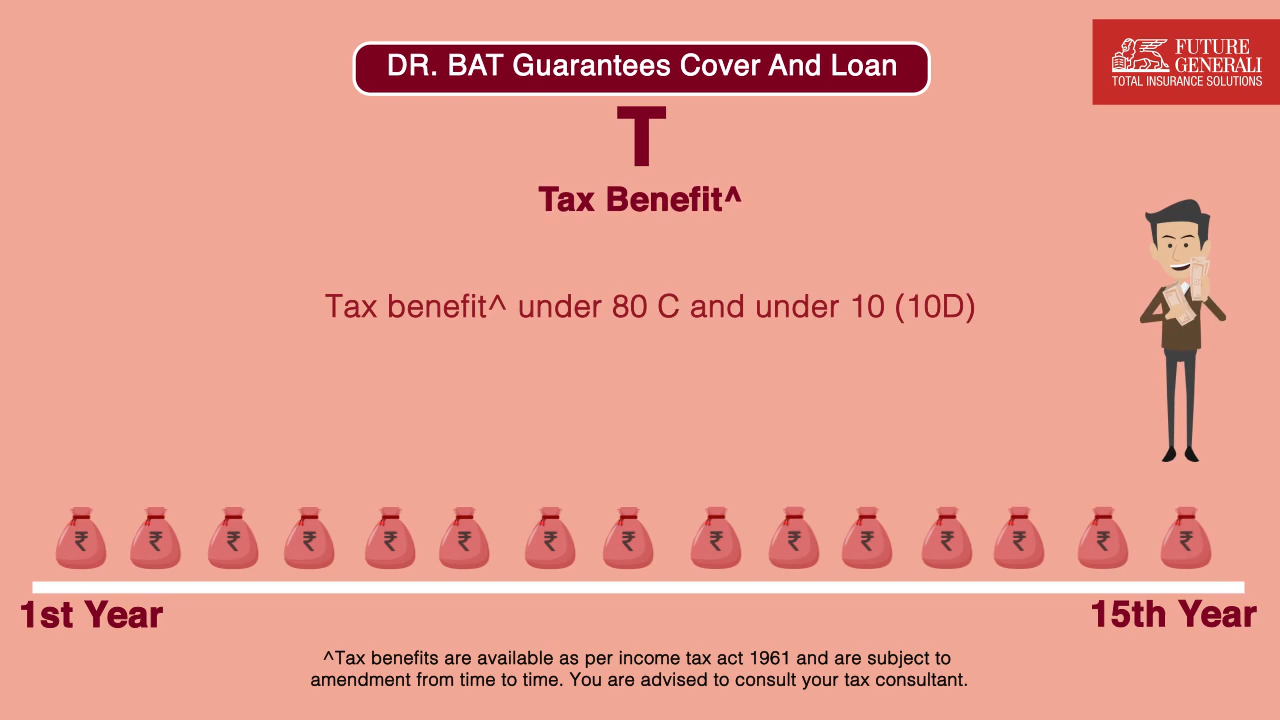 DR. BAT Guarantees Cover And Loan
FUTURE
GENERALI
TOTAL INSURANCE SOLUTIONS
T
Tax Benefit^
Tax benefit^ under 80 C and under 10 (10D)
₹ ₹ ₹ ₹ ₹ ₹ ₹ ₹ ₹ ₹ ₹ ₹ ₹ ₹ ₹
1st Year
15th Year
^Tax benefits are available as per income tax act 1961 and are subject to
amendment from time to time. You are advised to consult your tax consultant.